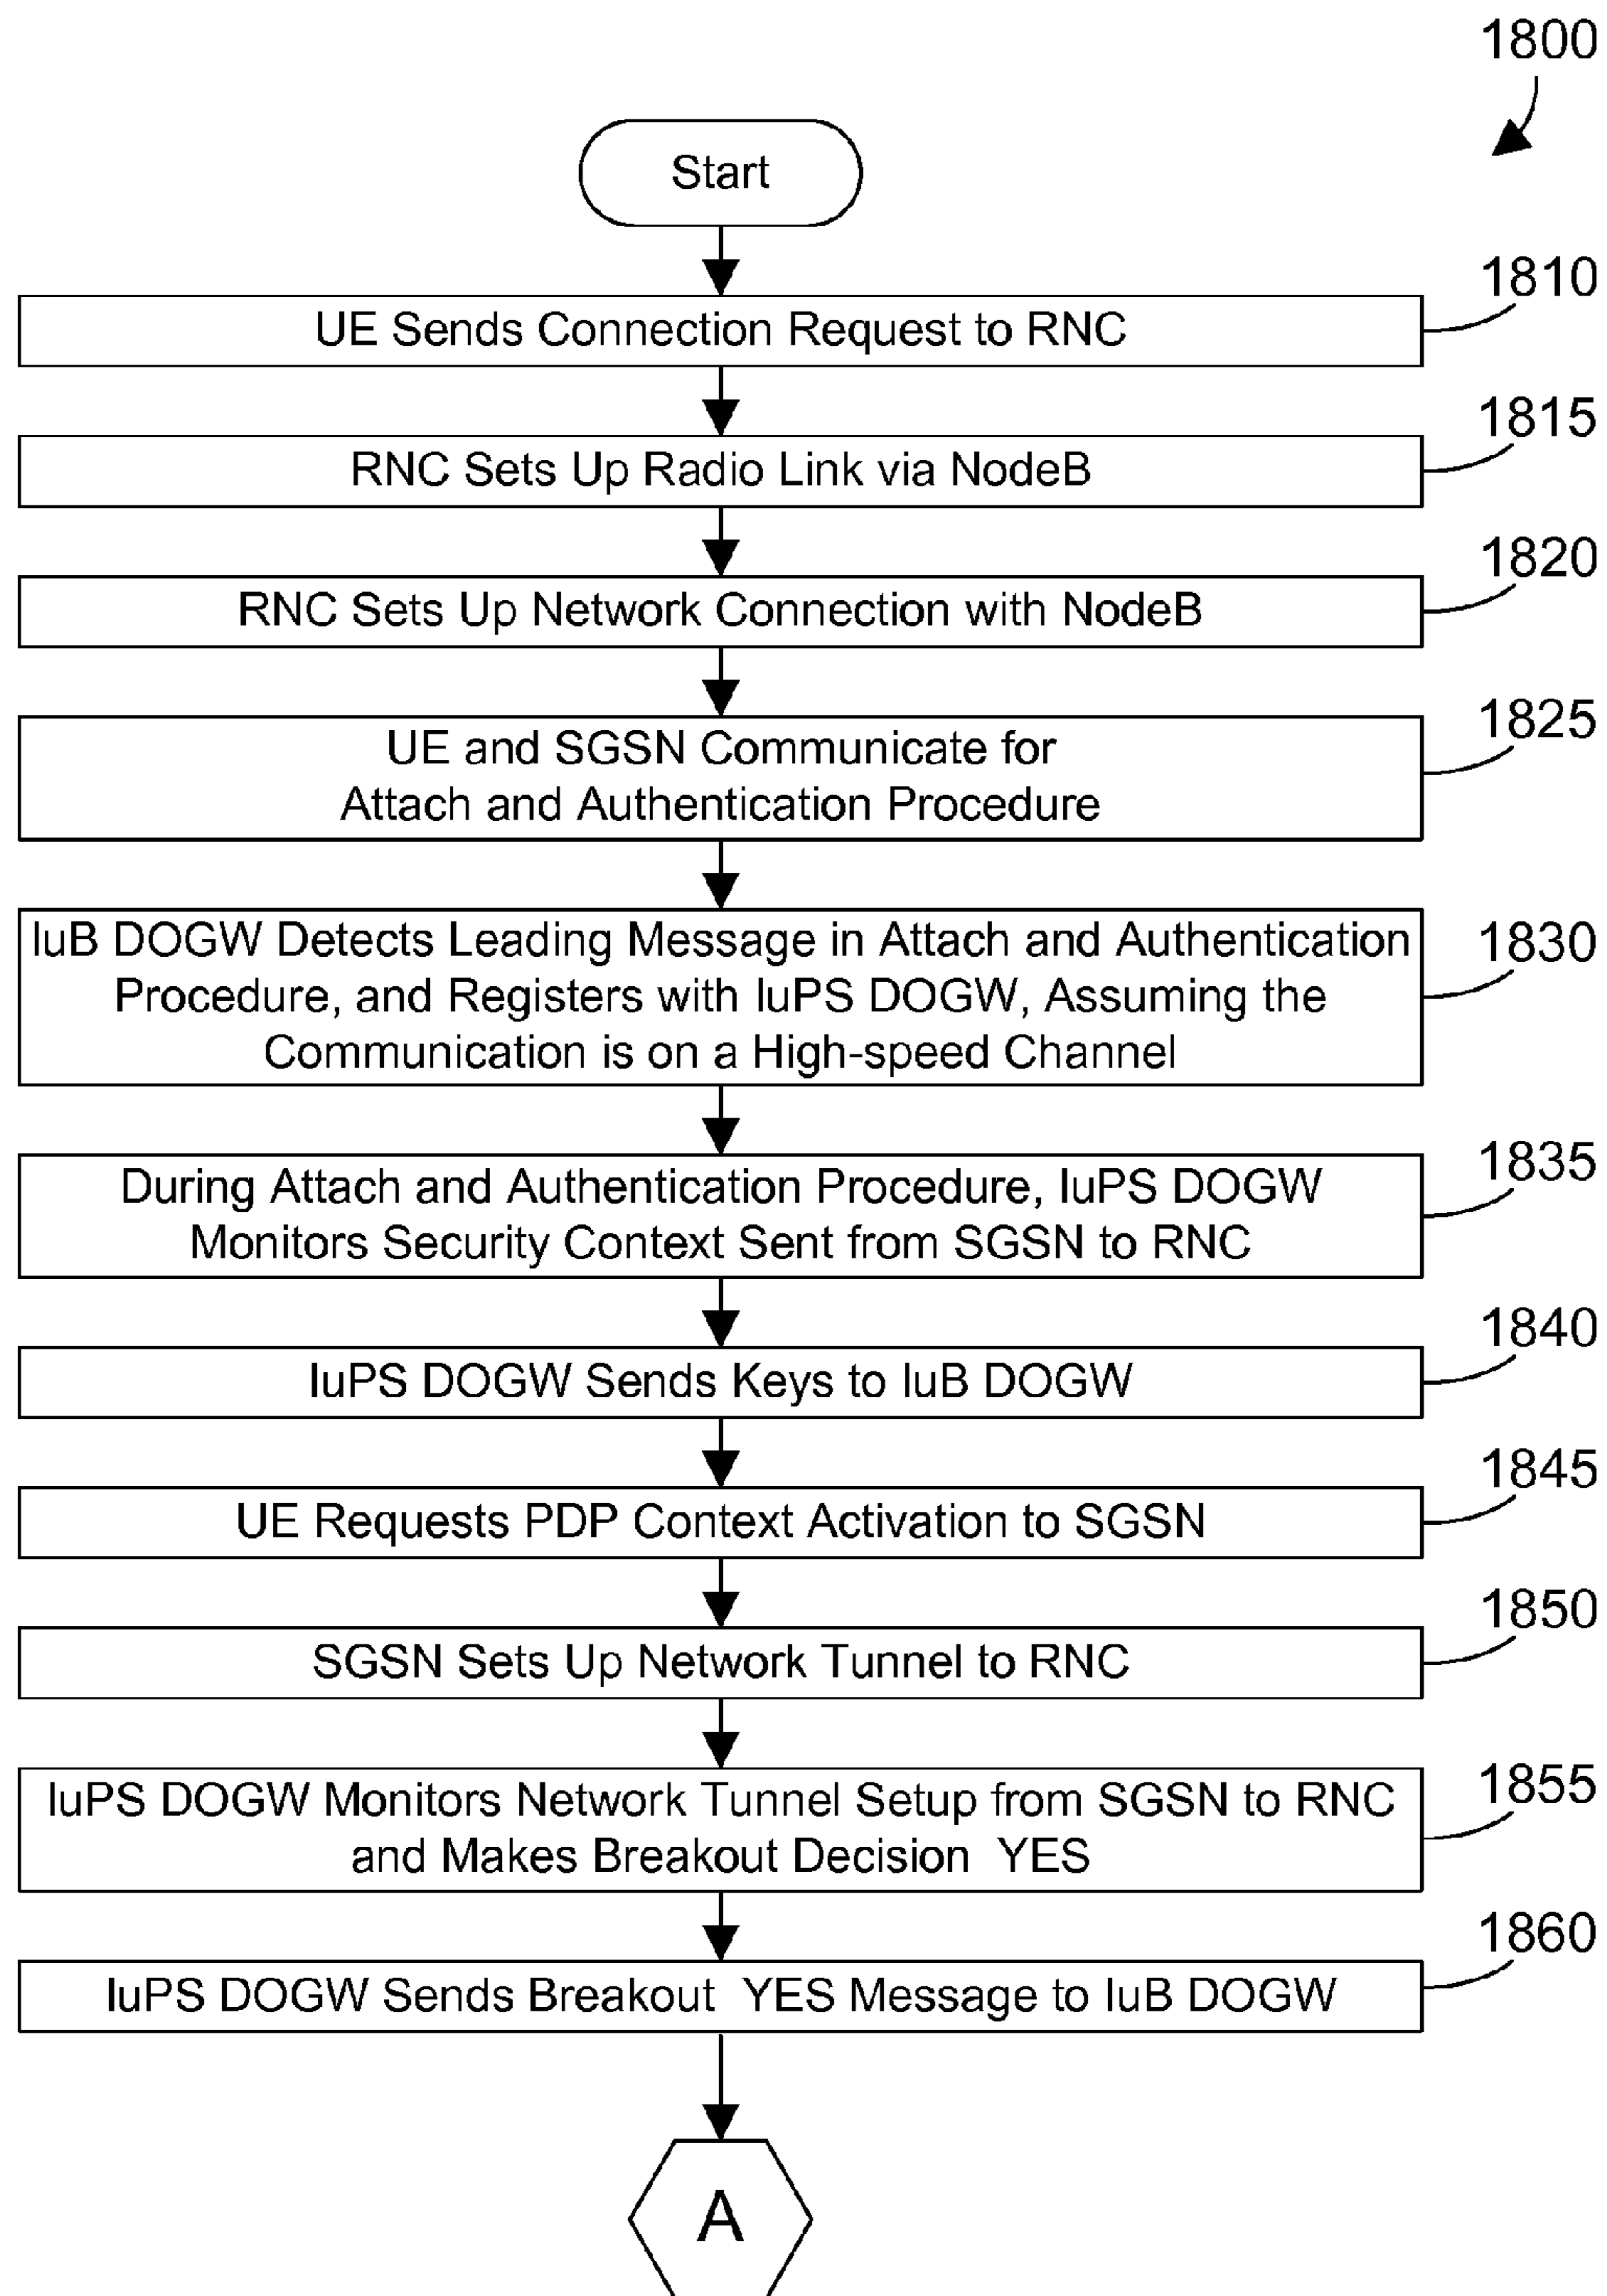 1800
Start
1810
UE Sends Connection Request to RNC
1815
RNC Sets Up Radio Link via NodeB
1820
RNC Sets Up Network Connection with NodeB
1825
UE and SGSN Communicate for
Attach and Authentication Procedure
1830
IuB DOGW Detects Leading Message in Attach and Authentication
Procedure, and Registers with IuPS DOGW, Assuming the
Communication is on a High-speed Channel
1835
During Attach and Authentication Procedure, IuPS DOGW
Monitors Security Context Sent from SGSN to RNC
1840
IuPS DOGW Sends Keys to IuB DOGW
1845
UE Requests PDP Context Activation to SGSN
1850
SGSN Sets Up Network Tunnel to RNC
1855
IuPS DOGW Monitors Network Tunnel Setup from SGSN to RNC
and Makes Breakout Decision YES
1860
IuPS DOGW Sends Breakout YES Message to IuB DOGW
A